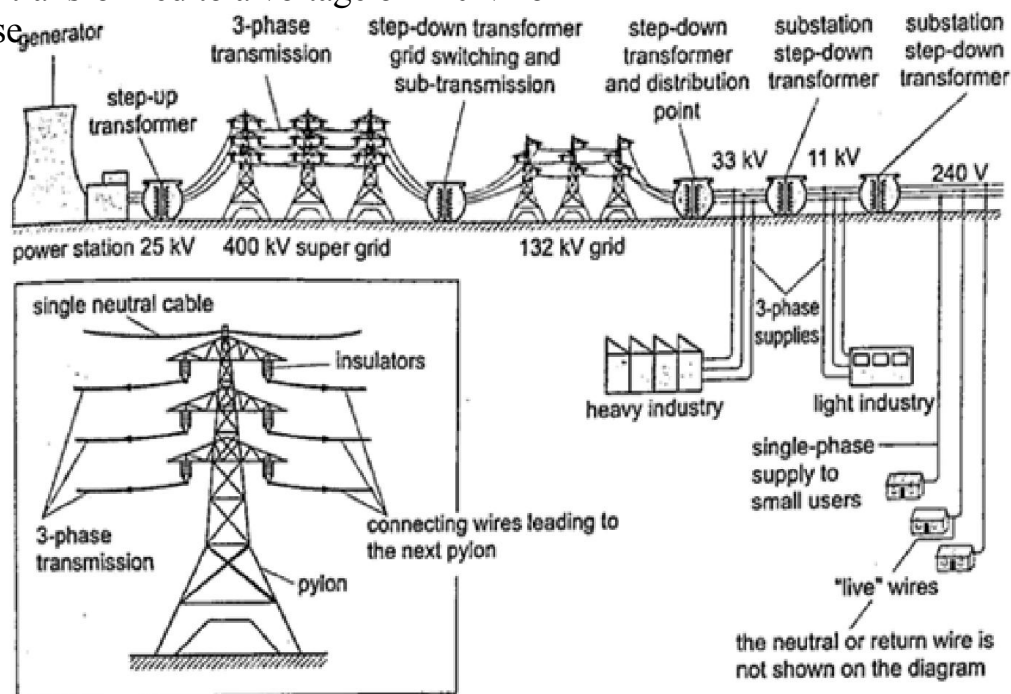 generator
3-phase
transmission
step-down transformer
grid switching and
sub-transmission
step-down
transformer
and distribution
point
substation
step-down
transformer
substation
step-down
transformer
step-up
transformer
33 kV
11 kV
240 V
power station 25 kV
400 kV super grid
132 kV grid
3-phase
supplies
heavy industry
light industry
single-phase
supply to
small users
"live" wires
the neutral or return wire is
not shown on the diagram
single neutral cable
insulators
3-phase
transmission
connecting wires leading to
the next pylon
pylon